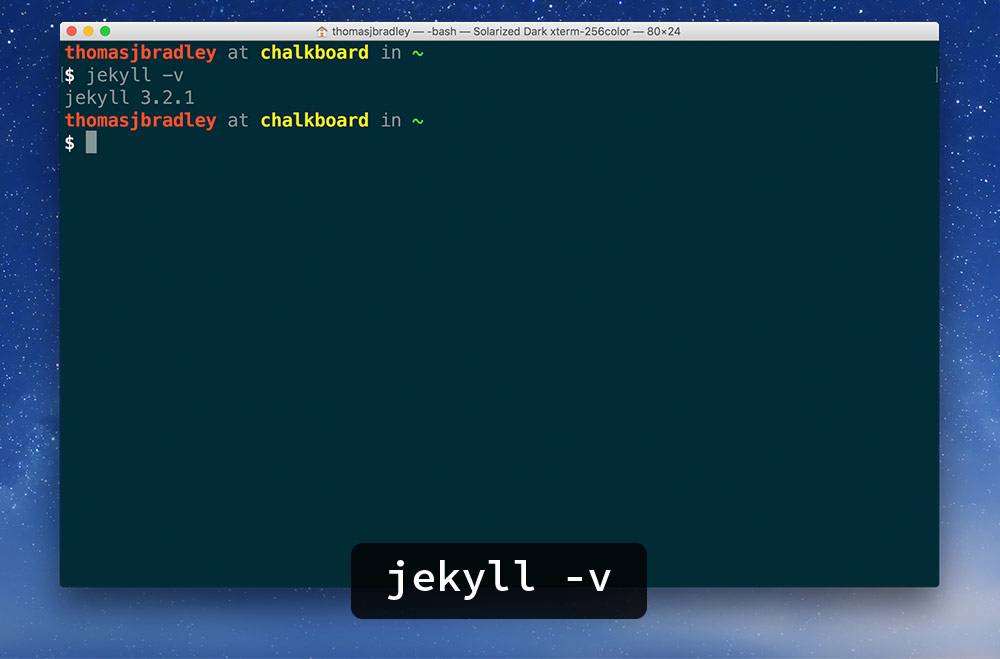 thomasjbradley — -bash — Solarized Dark xterm-256color — 80×24
thomasjbradley at chalkboard in ~
$ jekyll -v
jekyll 3.2.1
thomasjbradley at chalkboard in ~
$
jekyll -v